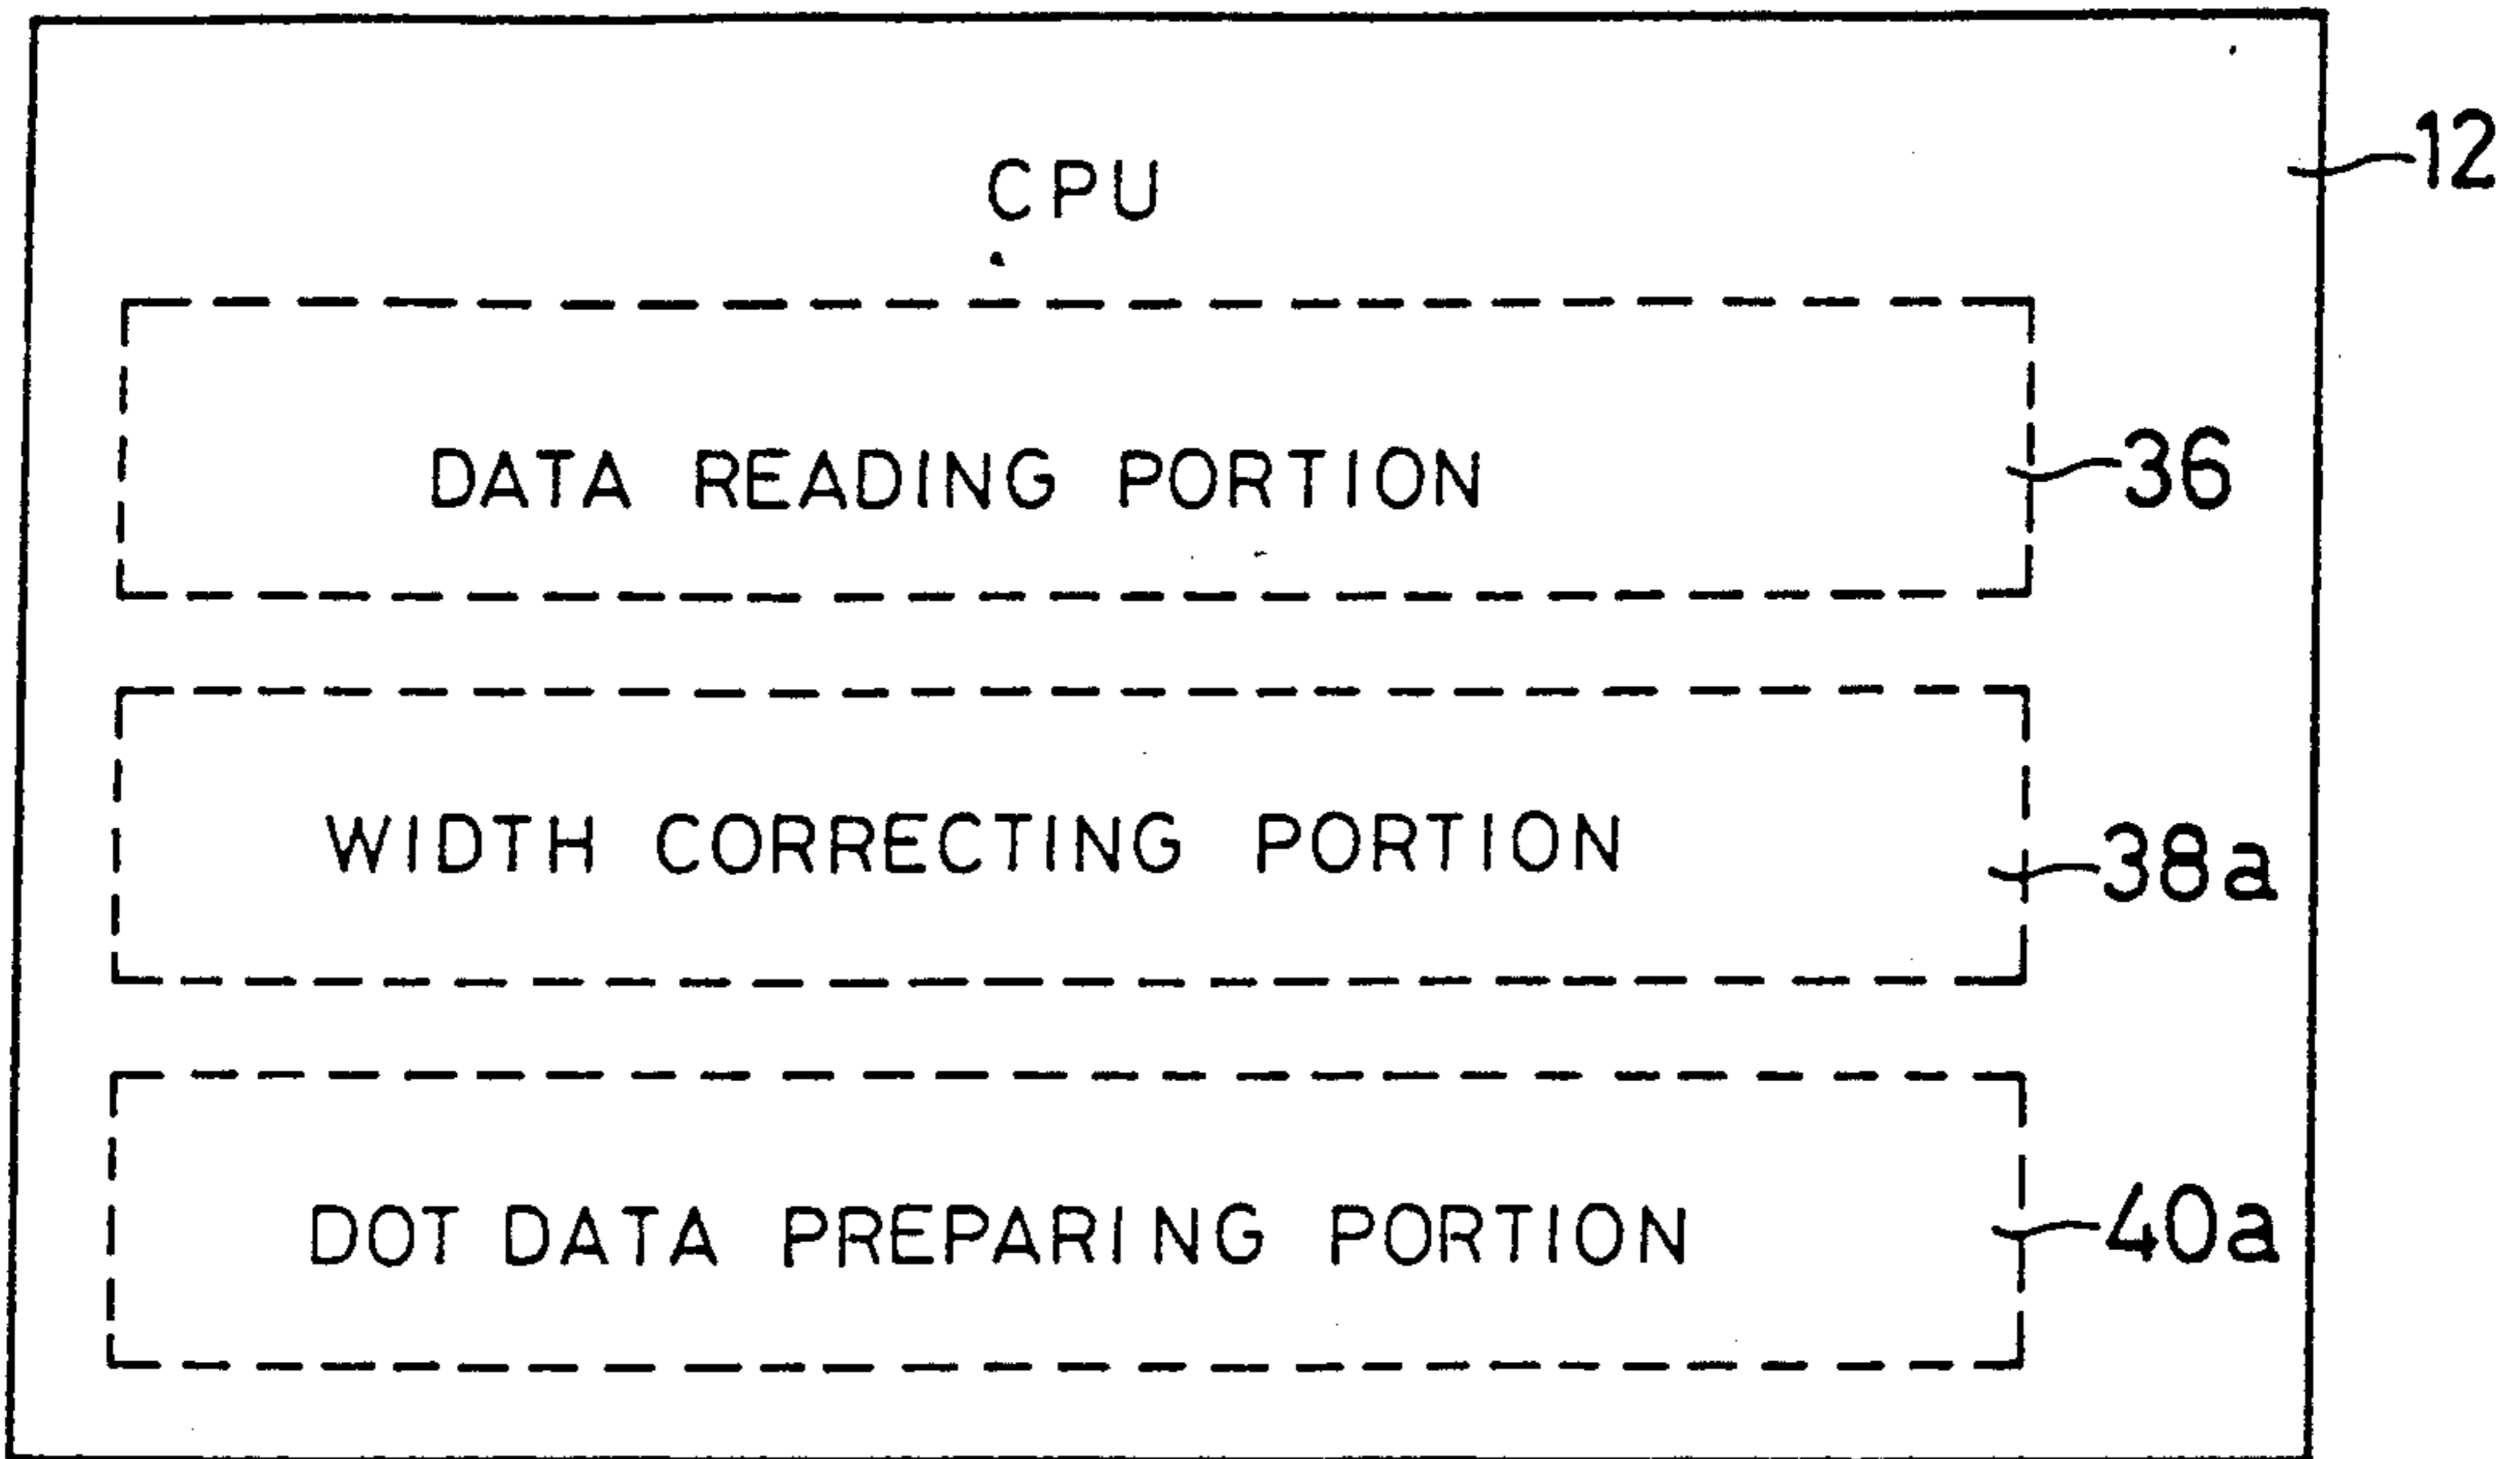 CPU
12
DATA READING PORTION
36
WIDTH CORRECTING PORTION
38a
DOT DATA PREPARING PORTION
40a